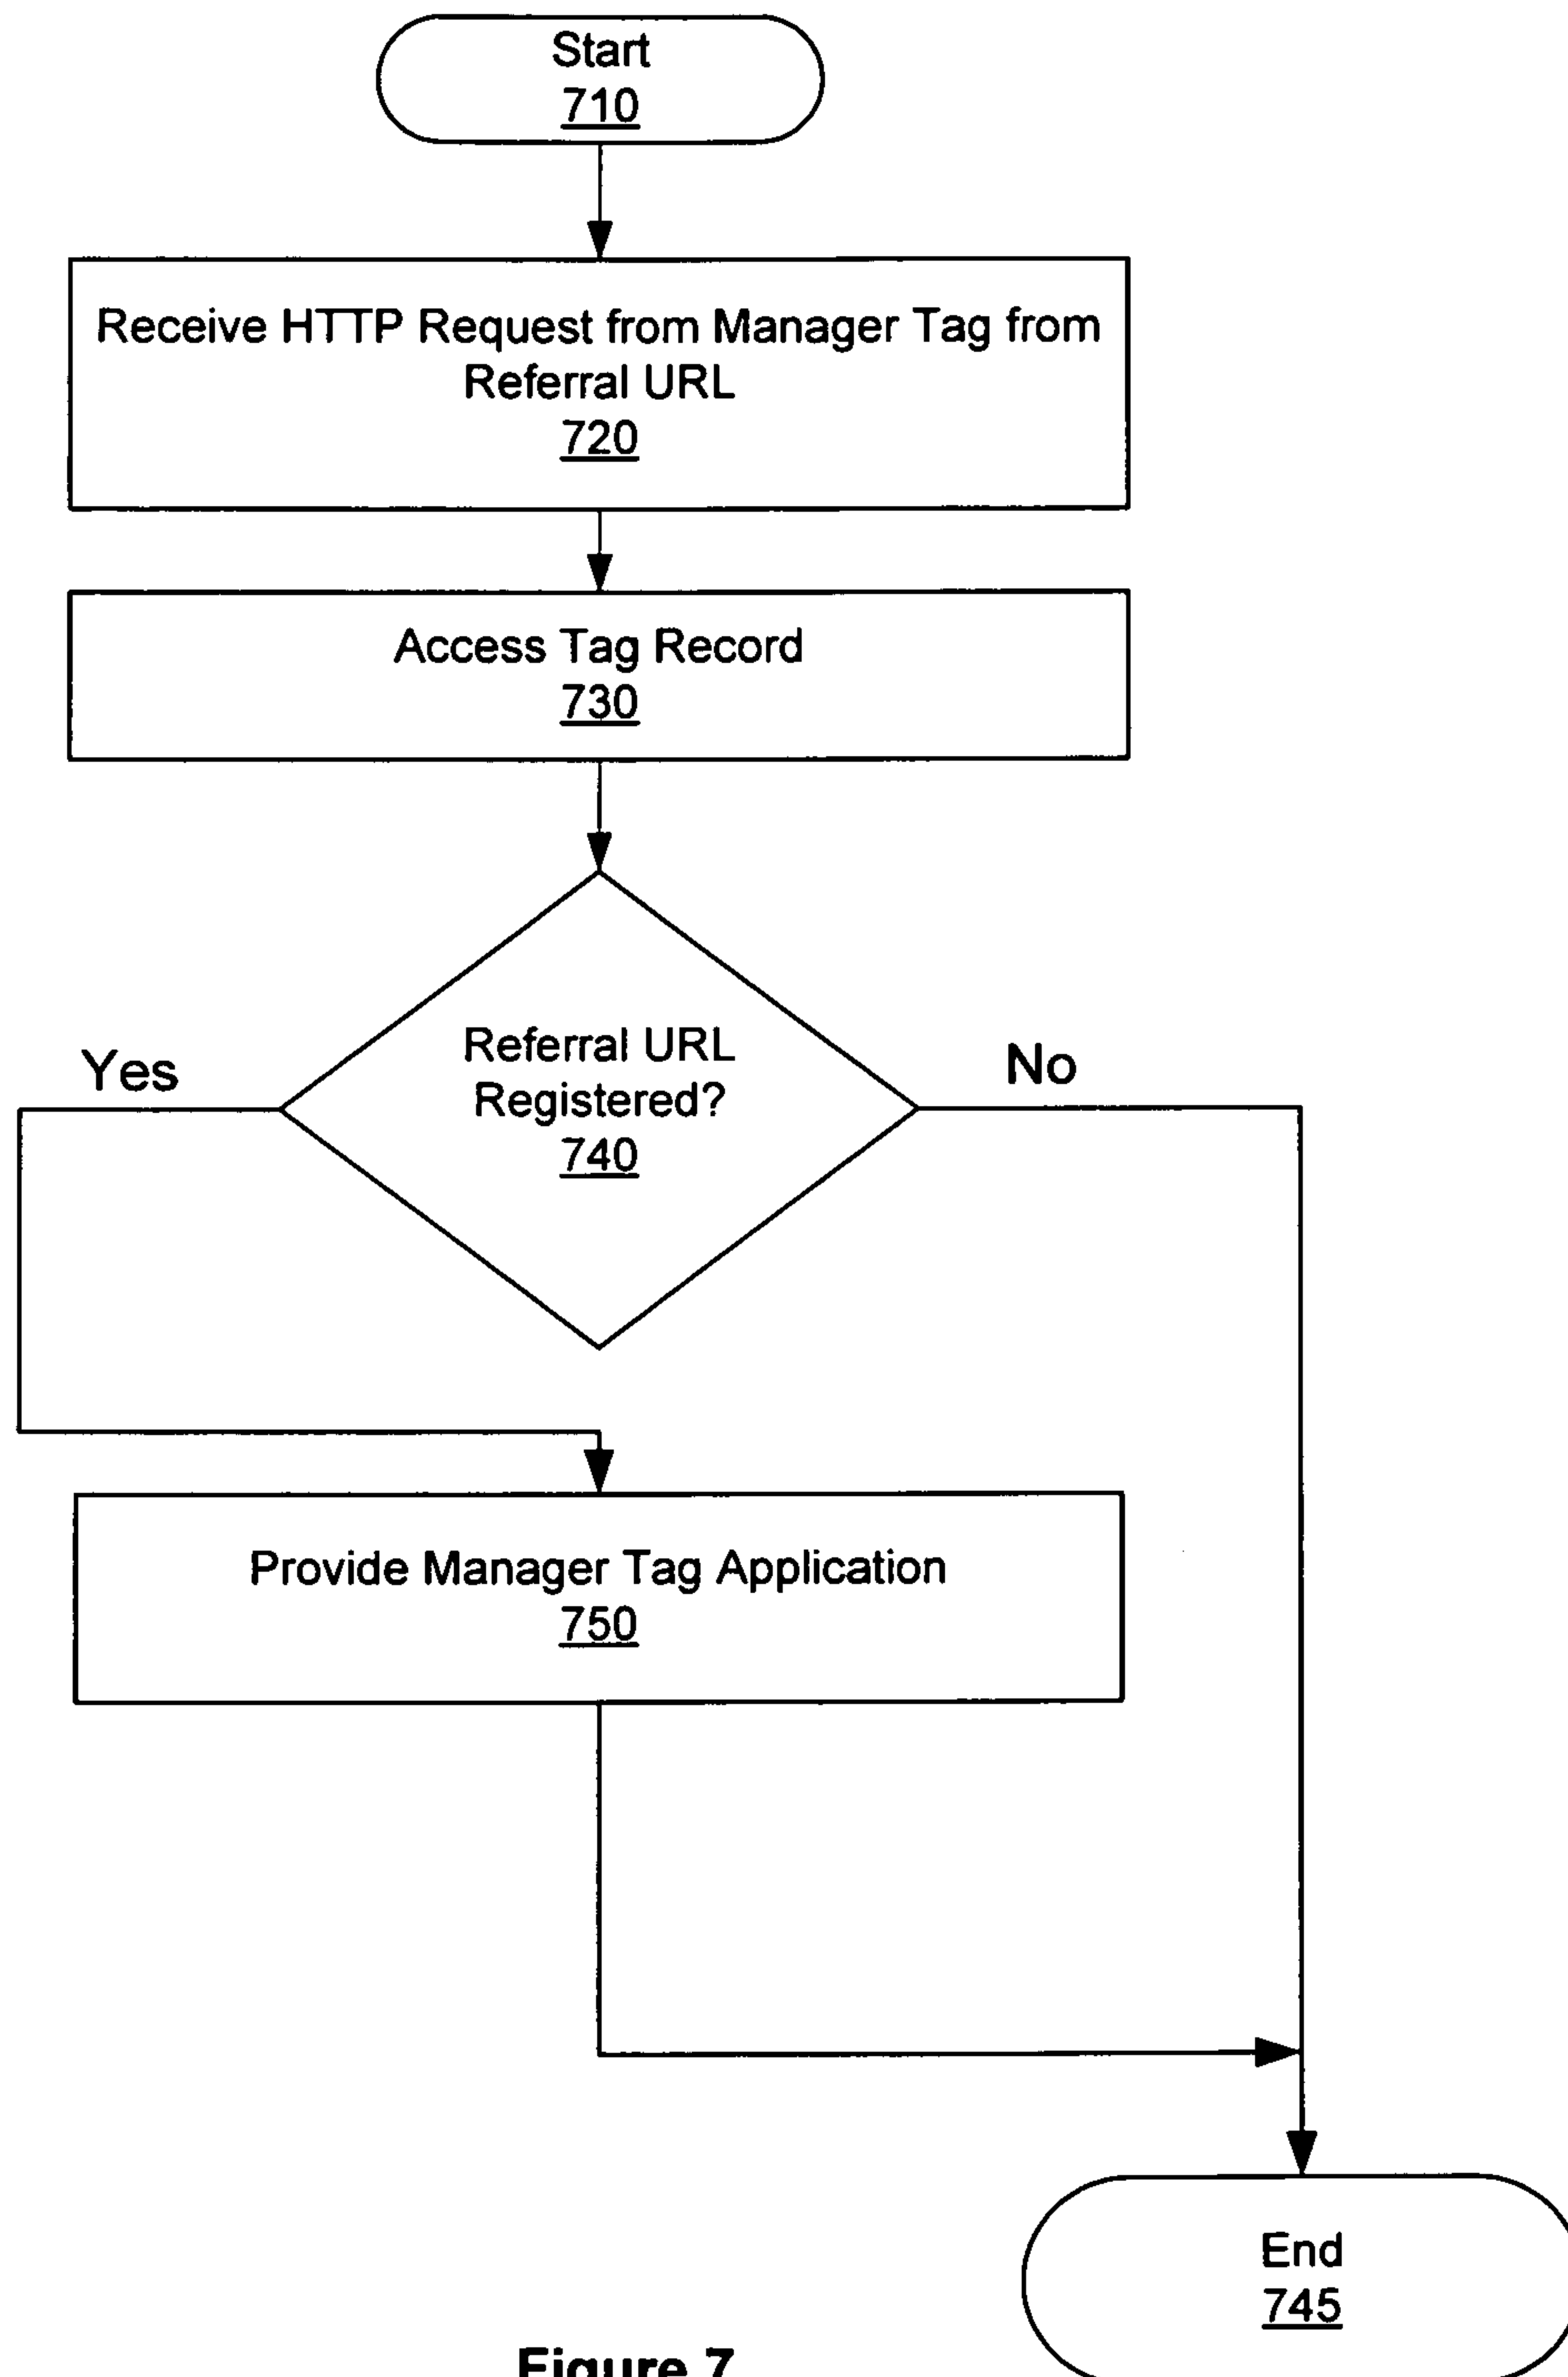 Start
710
Receive HTTP Request from Manager Tag from
Referral URL
720
Access Tag Record
730
Referral URL
Registered?
740
Yes
No
Provide Manager Tag Application
750
End
745
Figure 7